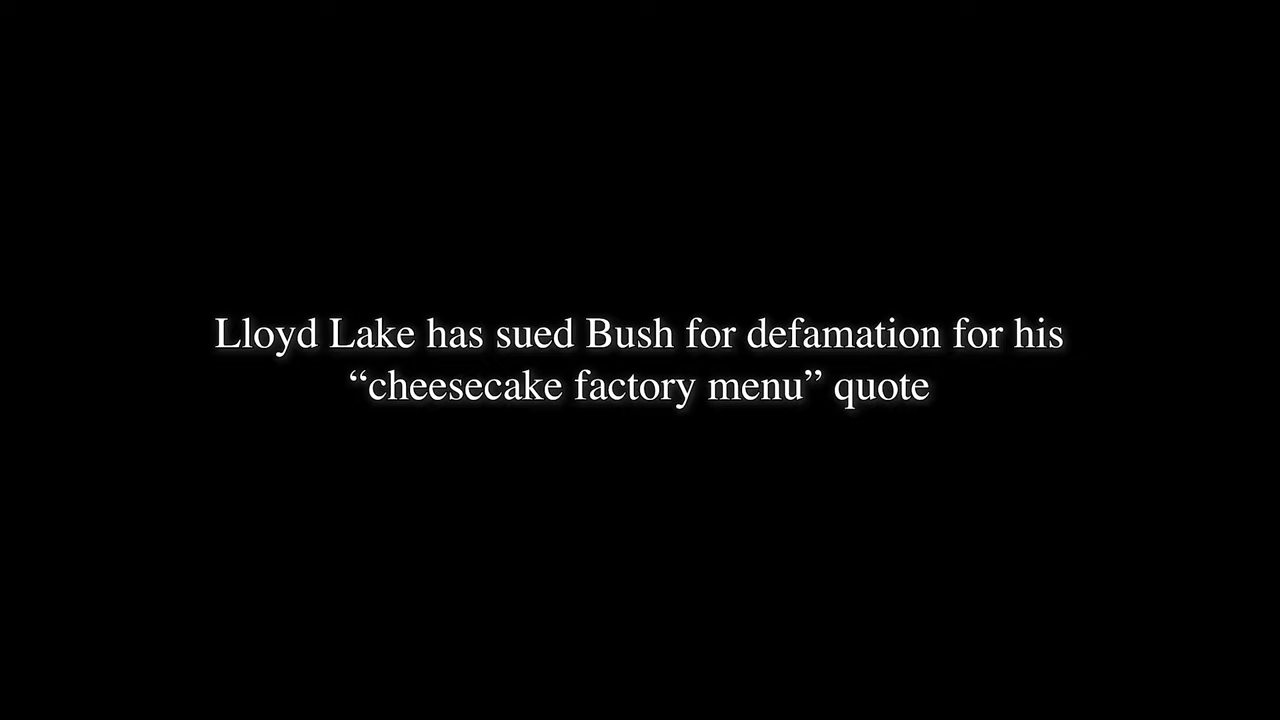 Lloyd Lake has sued Bush for defamation for his
“cheesecake factory menu” quote